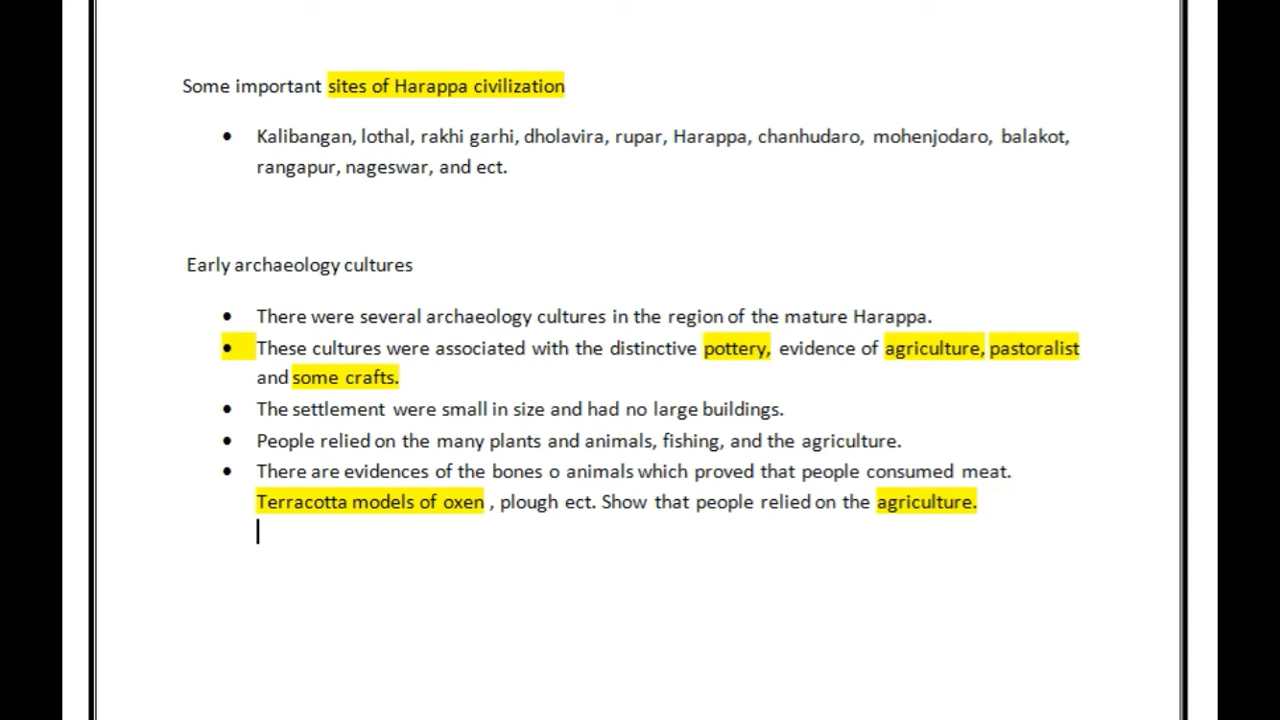 Some important sites of Harappa civilization
• Kalibangan, lothal, rakhi garhi, dholavira, rupar, Harappa, chanhudaro, mohenjodaro, balakot,
rangapur, nageswar, and ect.
Early archaeology cultures
• There were several archaeology cultures in the region of the mature Harappa.
• These cultures were associated with the distinctive pottery, evidence of agriculture, pastoralist
and some crafts.
• The settlement were small in size and had no large buildings.
• People relied on the many plants and animals, fishing, and the agriculture.
• There are evidences of the bones o animals which proved that people consumed meat.
Terracotta models of oxen , plough ect. Show that people relied on the agriculture.